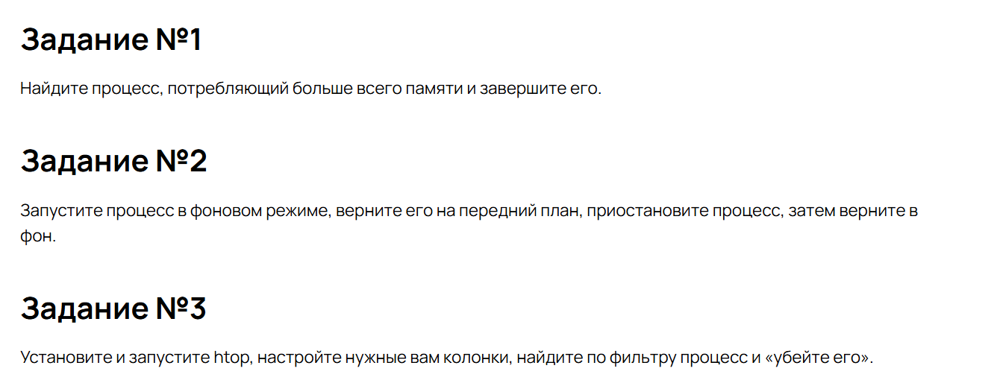 Задание №1
Найдите процесс, потребляющий больше всего памяти и завершите его.
Задание №2
Запустите процесс в фоновом режиме, верните его на передний план, приостановите процесс, затем верните в
фон.
Задание №3
Установите и запустите htop, настройте нужные вам колонки, найдите по фильтру процесс и «убейте его».